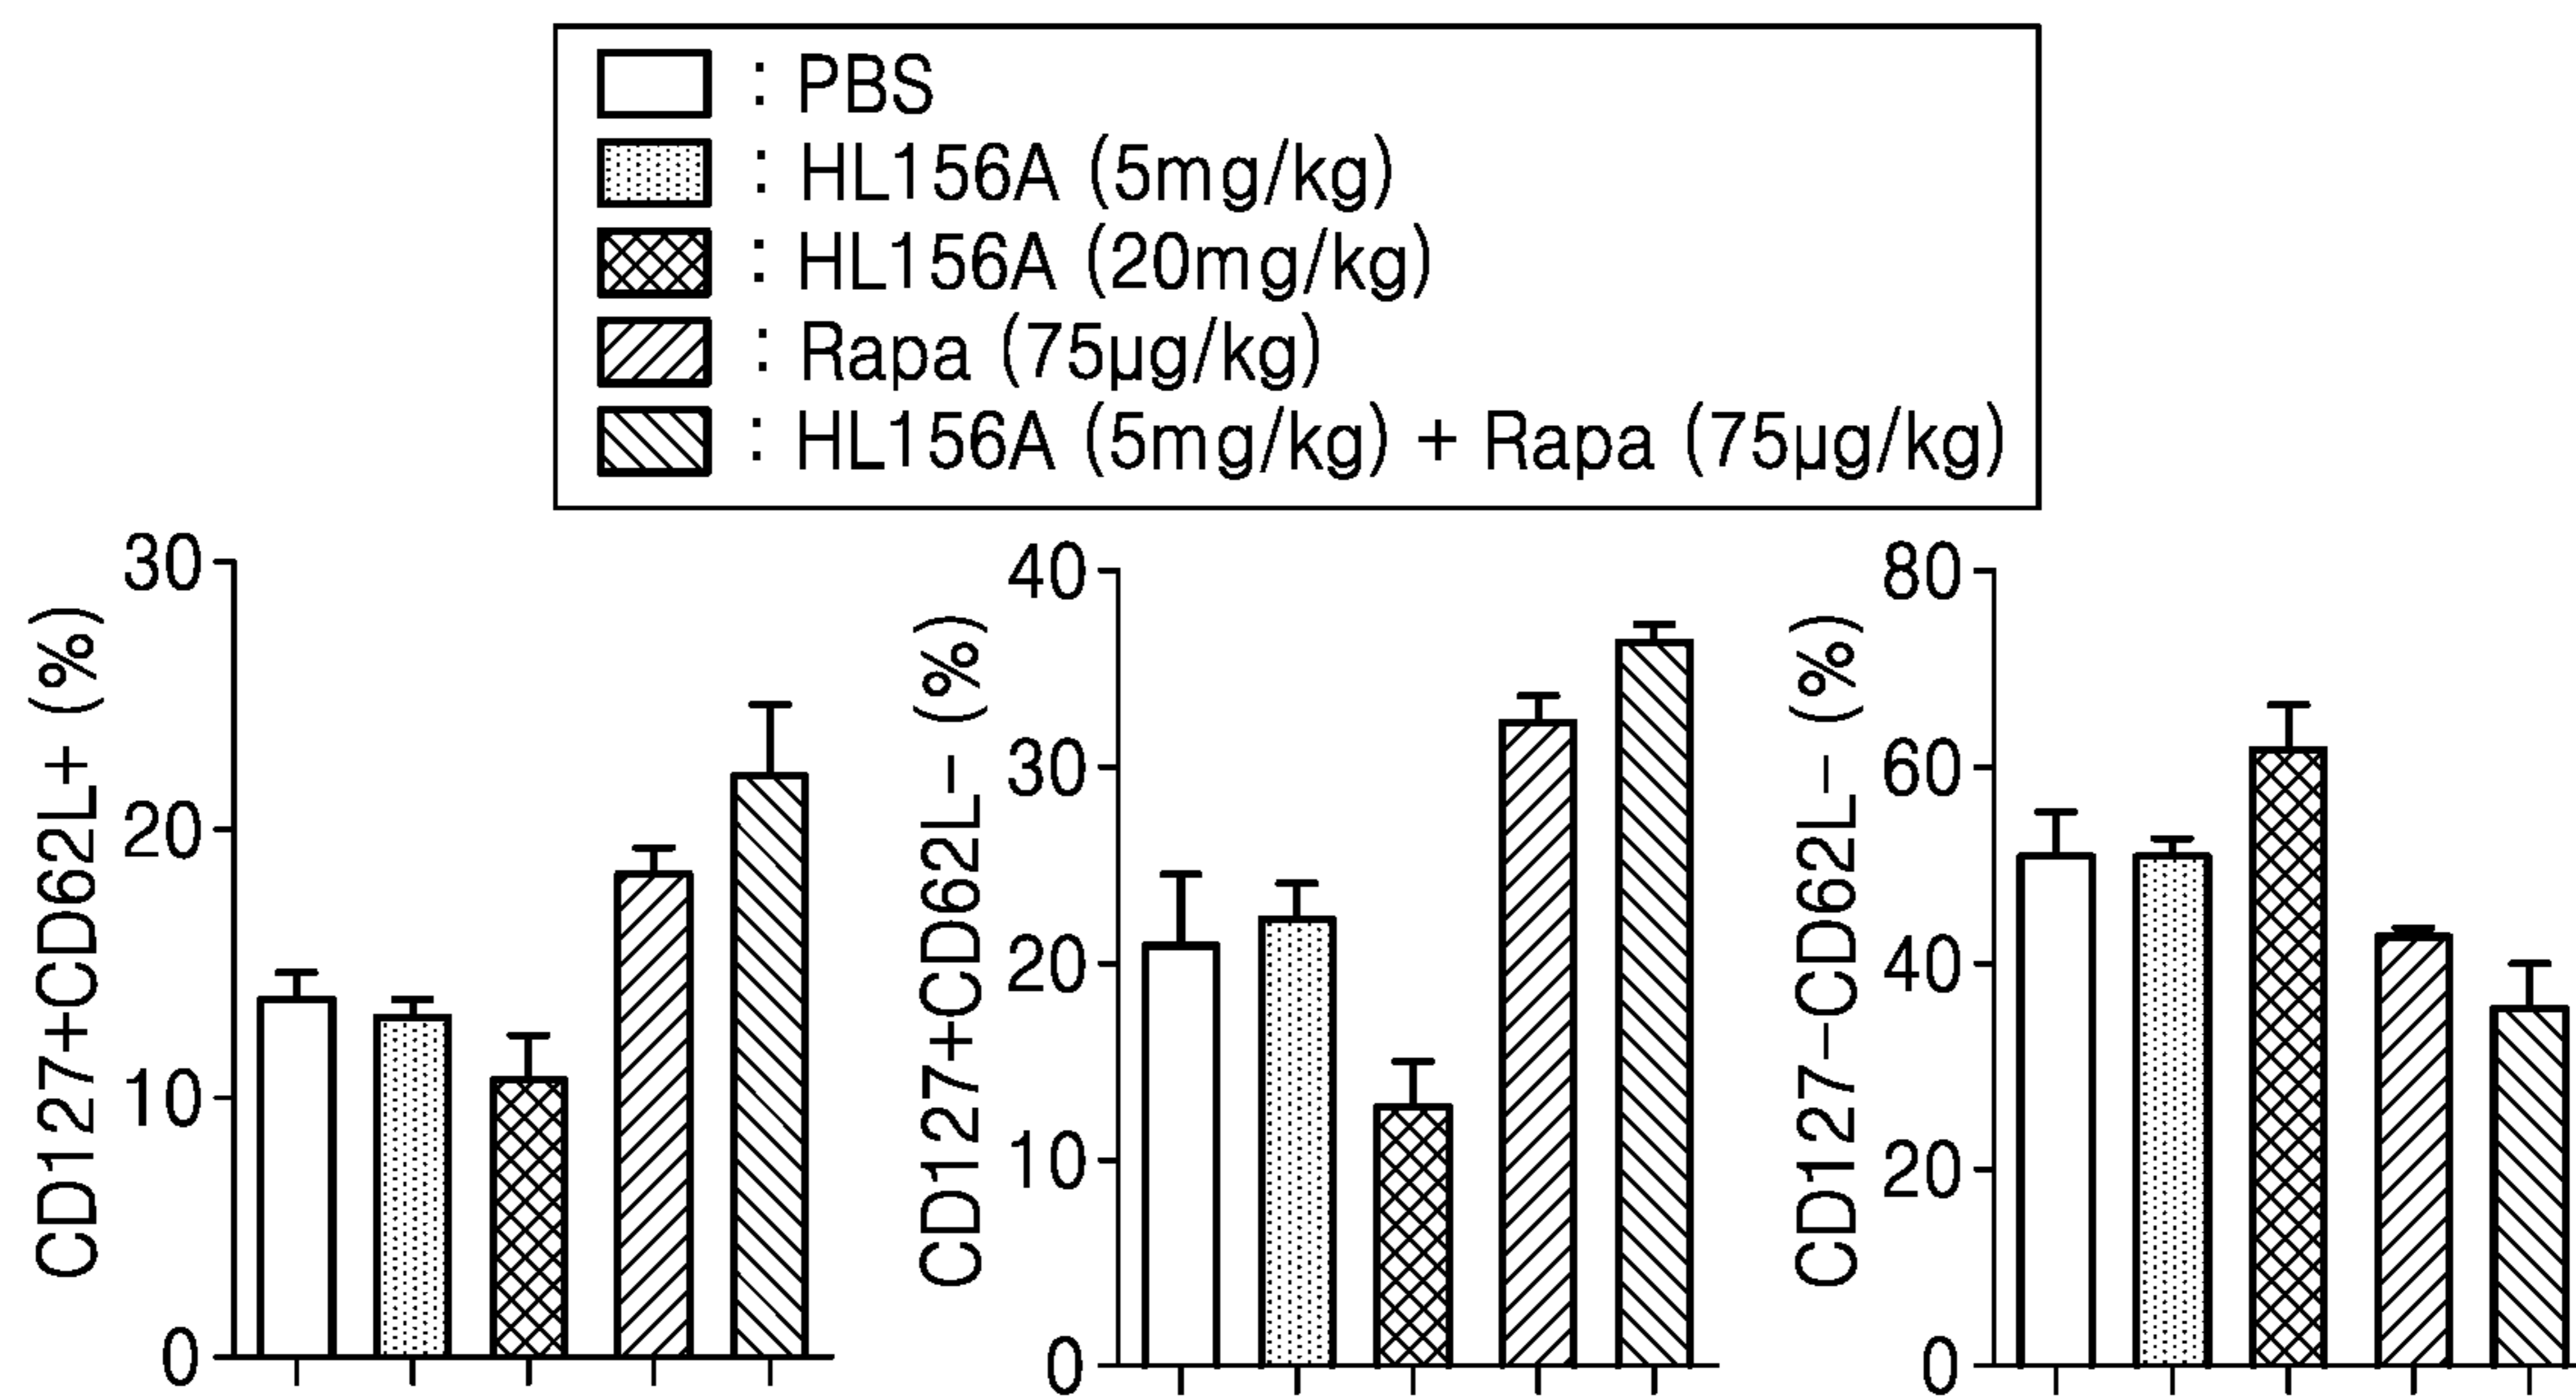 : PBS
: HL156A (5mg/kg)
: HL156A (20mg/kg)
: Rapa (75µg/kg)
: HL156A (5mg/kg) + Rapa (75µg/kg)
CD127+CD62L+ (%)
30
20
10
0
CD127+CD62L- (%)
40
30
20
10
0
CD127-CD62L- (%)
80
60
40
20
0